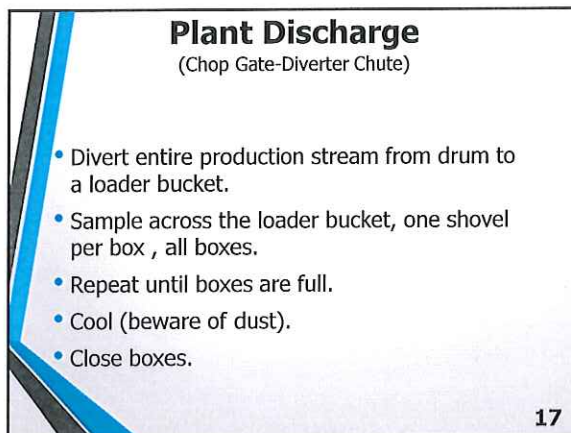 Plant Discharge
(Chop Gate-Diverter Chute)
• Divert entire production stream from drum to
a loader bucket.
• Sample across the loader bucket, one shovel
per box , all boxes.
• Repeat until boxes are full.
• Cool (beware of dust).
• Close boxes.
17